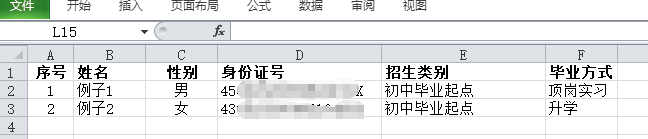 文件 开始 插入 页面布局 公式 数据 审阅 视图
L15 fx
A B C D E F
1 序号 姓名 性别 身份证号 招生类别 毕业方式
2 1 例子1 男 45 X 初中毕业起点 顶岗实习
3 2 例子2 女 43 初中毕业起点 升学
4